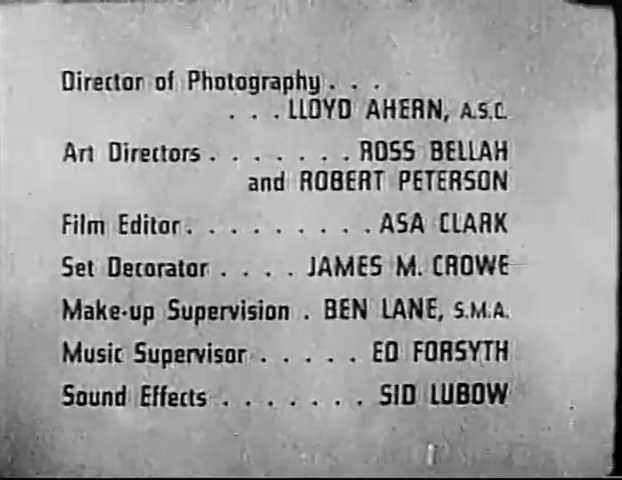 Director of Photography . . .
. . . LLOYD AHERN, A.S.C.
Art Directors . . . . . . . ROSS BELLAH
and ROBERT PETERSON
Film Editor . . . . . . . . . ASA CLARK
Set Decorator . . . . JAMES M. CROWE
Make-up Supervision . BEN LANE, S.M.A.
Music Supervisor . . . . . ED FORSYTH
Sound Effects . . . . . . . SID LUBOW